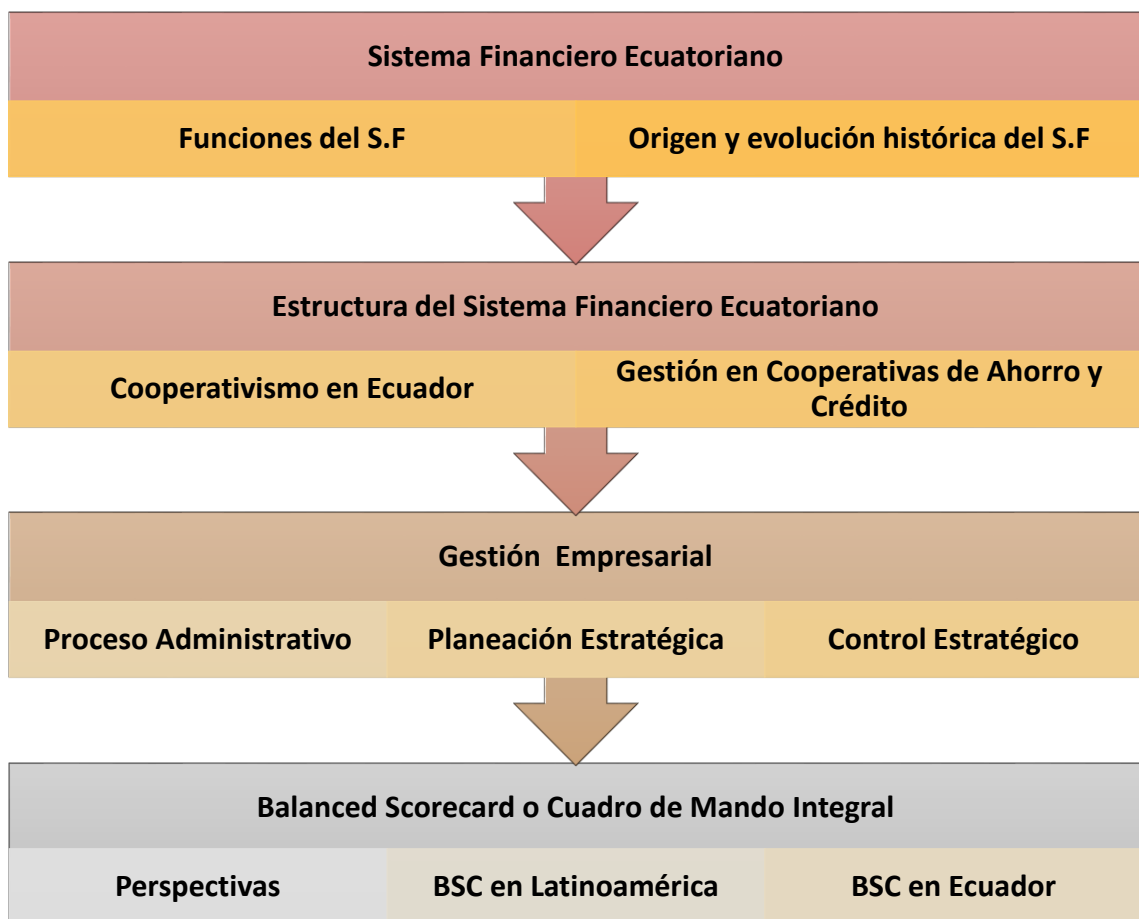 Sistema Financiero Ecuatoriano
Funciones del S.F
Origen y evolución histórica del S.F
Estructura del Sistema Financiero Ecuatoriano
Cooperativismo en Ecuador
Gestión en Cooperativas de Ahorro y
Crédito
Gestión  Empresarial
Proceso Administrativo
Planeación Estratégica
Control Estratégico
Balanced Scorecard o Cuadro de Mando Integral
Perspectivas
BSC en Latinoamérica
BSC en Ecuador